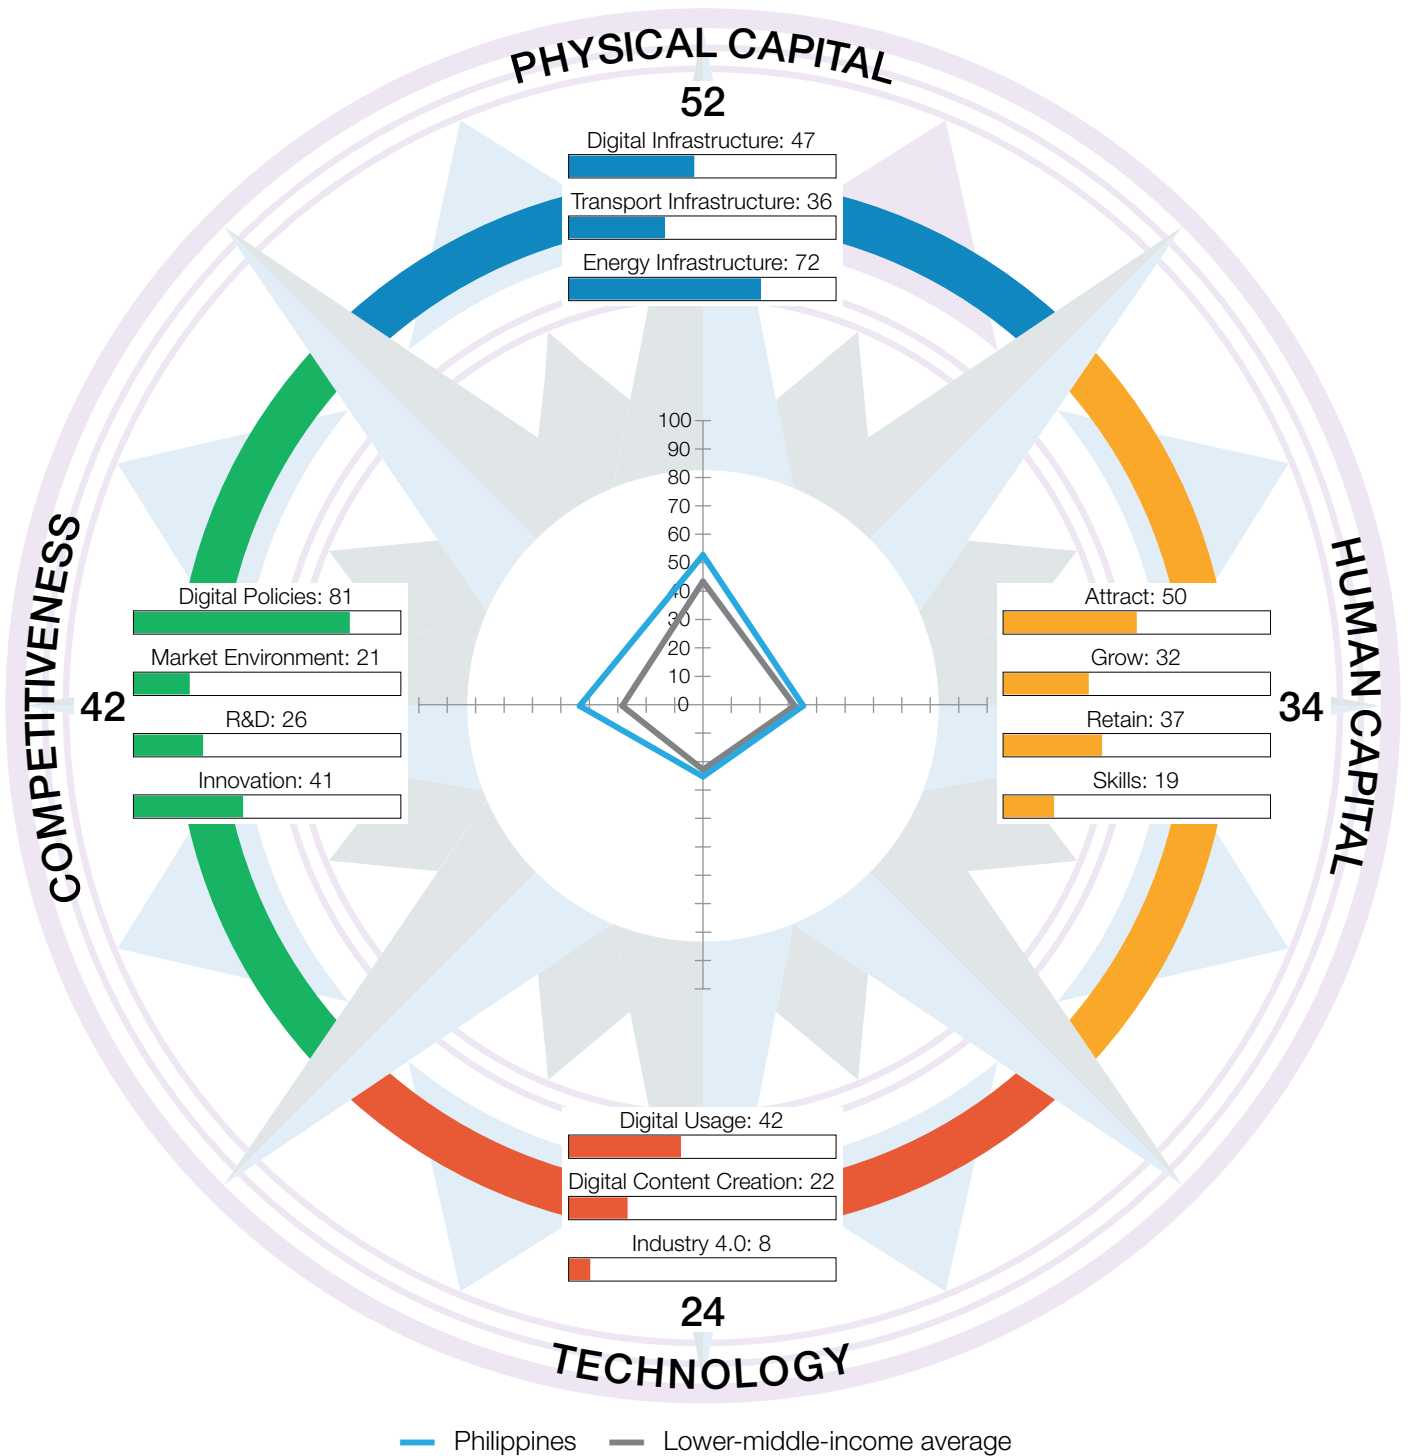 PHYSICAL CAPITAL
52
Digital Infrastructure: 47
Transport Infrastructure: 36
Energy Infrastructure: 72
100
90
80
70
60
50
40
30
20
10
0
COMPETITIVENESS
42
Digital Policies: 81
Market Environment: 21
R&D: 26
Innovation: 41
Attract: 50
Grow: 32
Retain: 37
Skills: 19
34
HUMAN CAPITAL
Digital Usage: 42
Digital Content Creation: 22
Industry 4.0: 8
24
TECHNOLOGY
Philippines
Lower-middle-income average